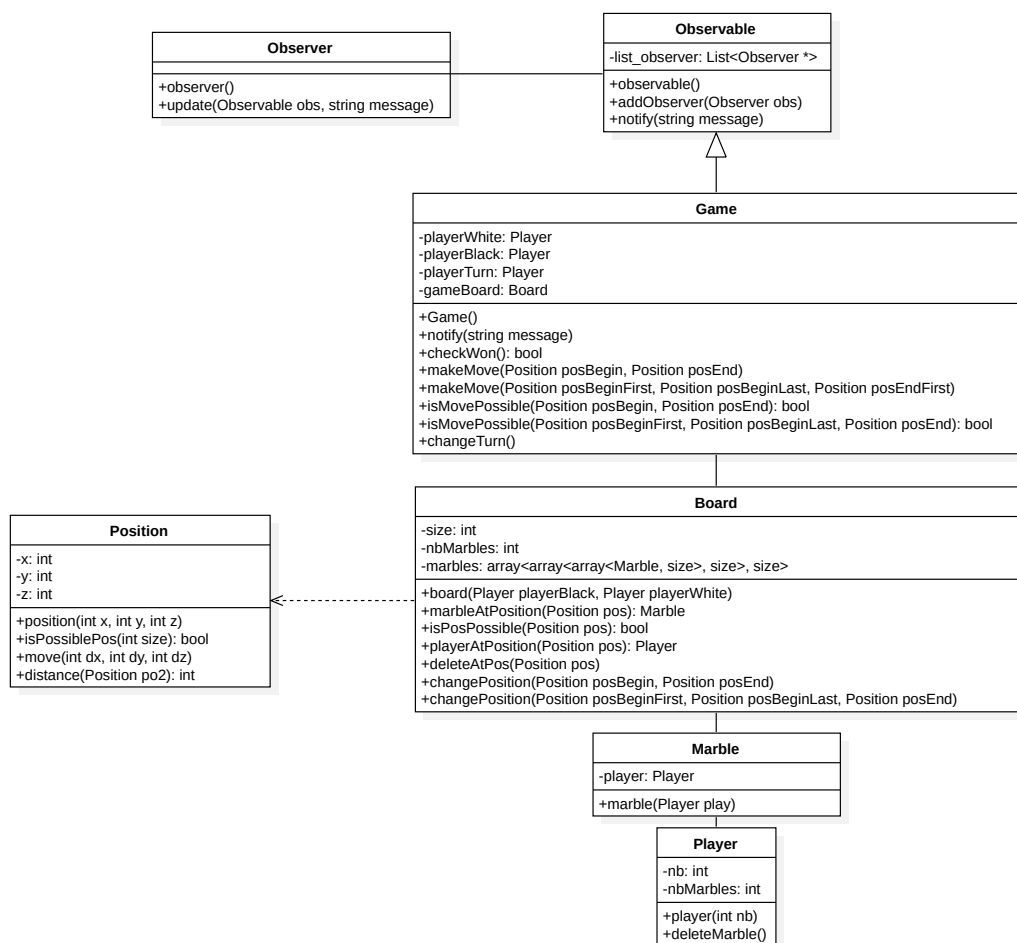 Observer
+observer()
+update(Observable obs, string message)
Observable
-list_observer: List<Observer *>
+observable()
+addObserver(Observer obs)
+notify(string message)
Game
-playerWhite: Player
-playerBlack: Player
-playerTurn: Player
-gameBoard: Board
+Game()
+notify(string message)
+checkWon(): bool
+makeMove(Position posBegin, Position posEnd)
+makeMove(Position posBeginFirst, Position posBeginLast, Position posEndFirst)
+isMovePossible(Position posBegin, Position posEnd): bool
+isMovePossible(Position posBeginFirst, Position posBeginLast, Position posEnd): bool
+changeTurn()
Position
-x: int
-y: int
-z: int
+position(int x, int y, int z)
+isPossiblePos(int size): bool
+move(int dx, int dy, int dz)
+distance(Position po2): int
Board
-size: int
-nbMarbles: int
-marbles: array<array<array<Marble, size>, size>, size>
+board(Player playerBlack, Player playerWhite)
+marbleAtPosition(Position pos): Marble
+isPosPossible(Position pos): bool
+playerAtPosition(Position pos): Player
+deleteAtPos(Position pos)
+changePosition(Position posBegin, Position posEnd)
+changePosition(Position posBeginFirst, Position posBeginLast, Position posEnd)
Marble
-player: Player
+marble(Player play)
Player
-nb: int
-nbMarbles: int
+player(int nb)
+deleteMarble()